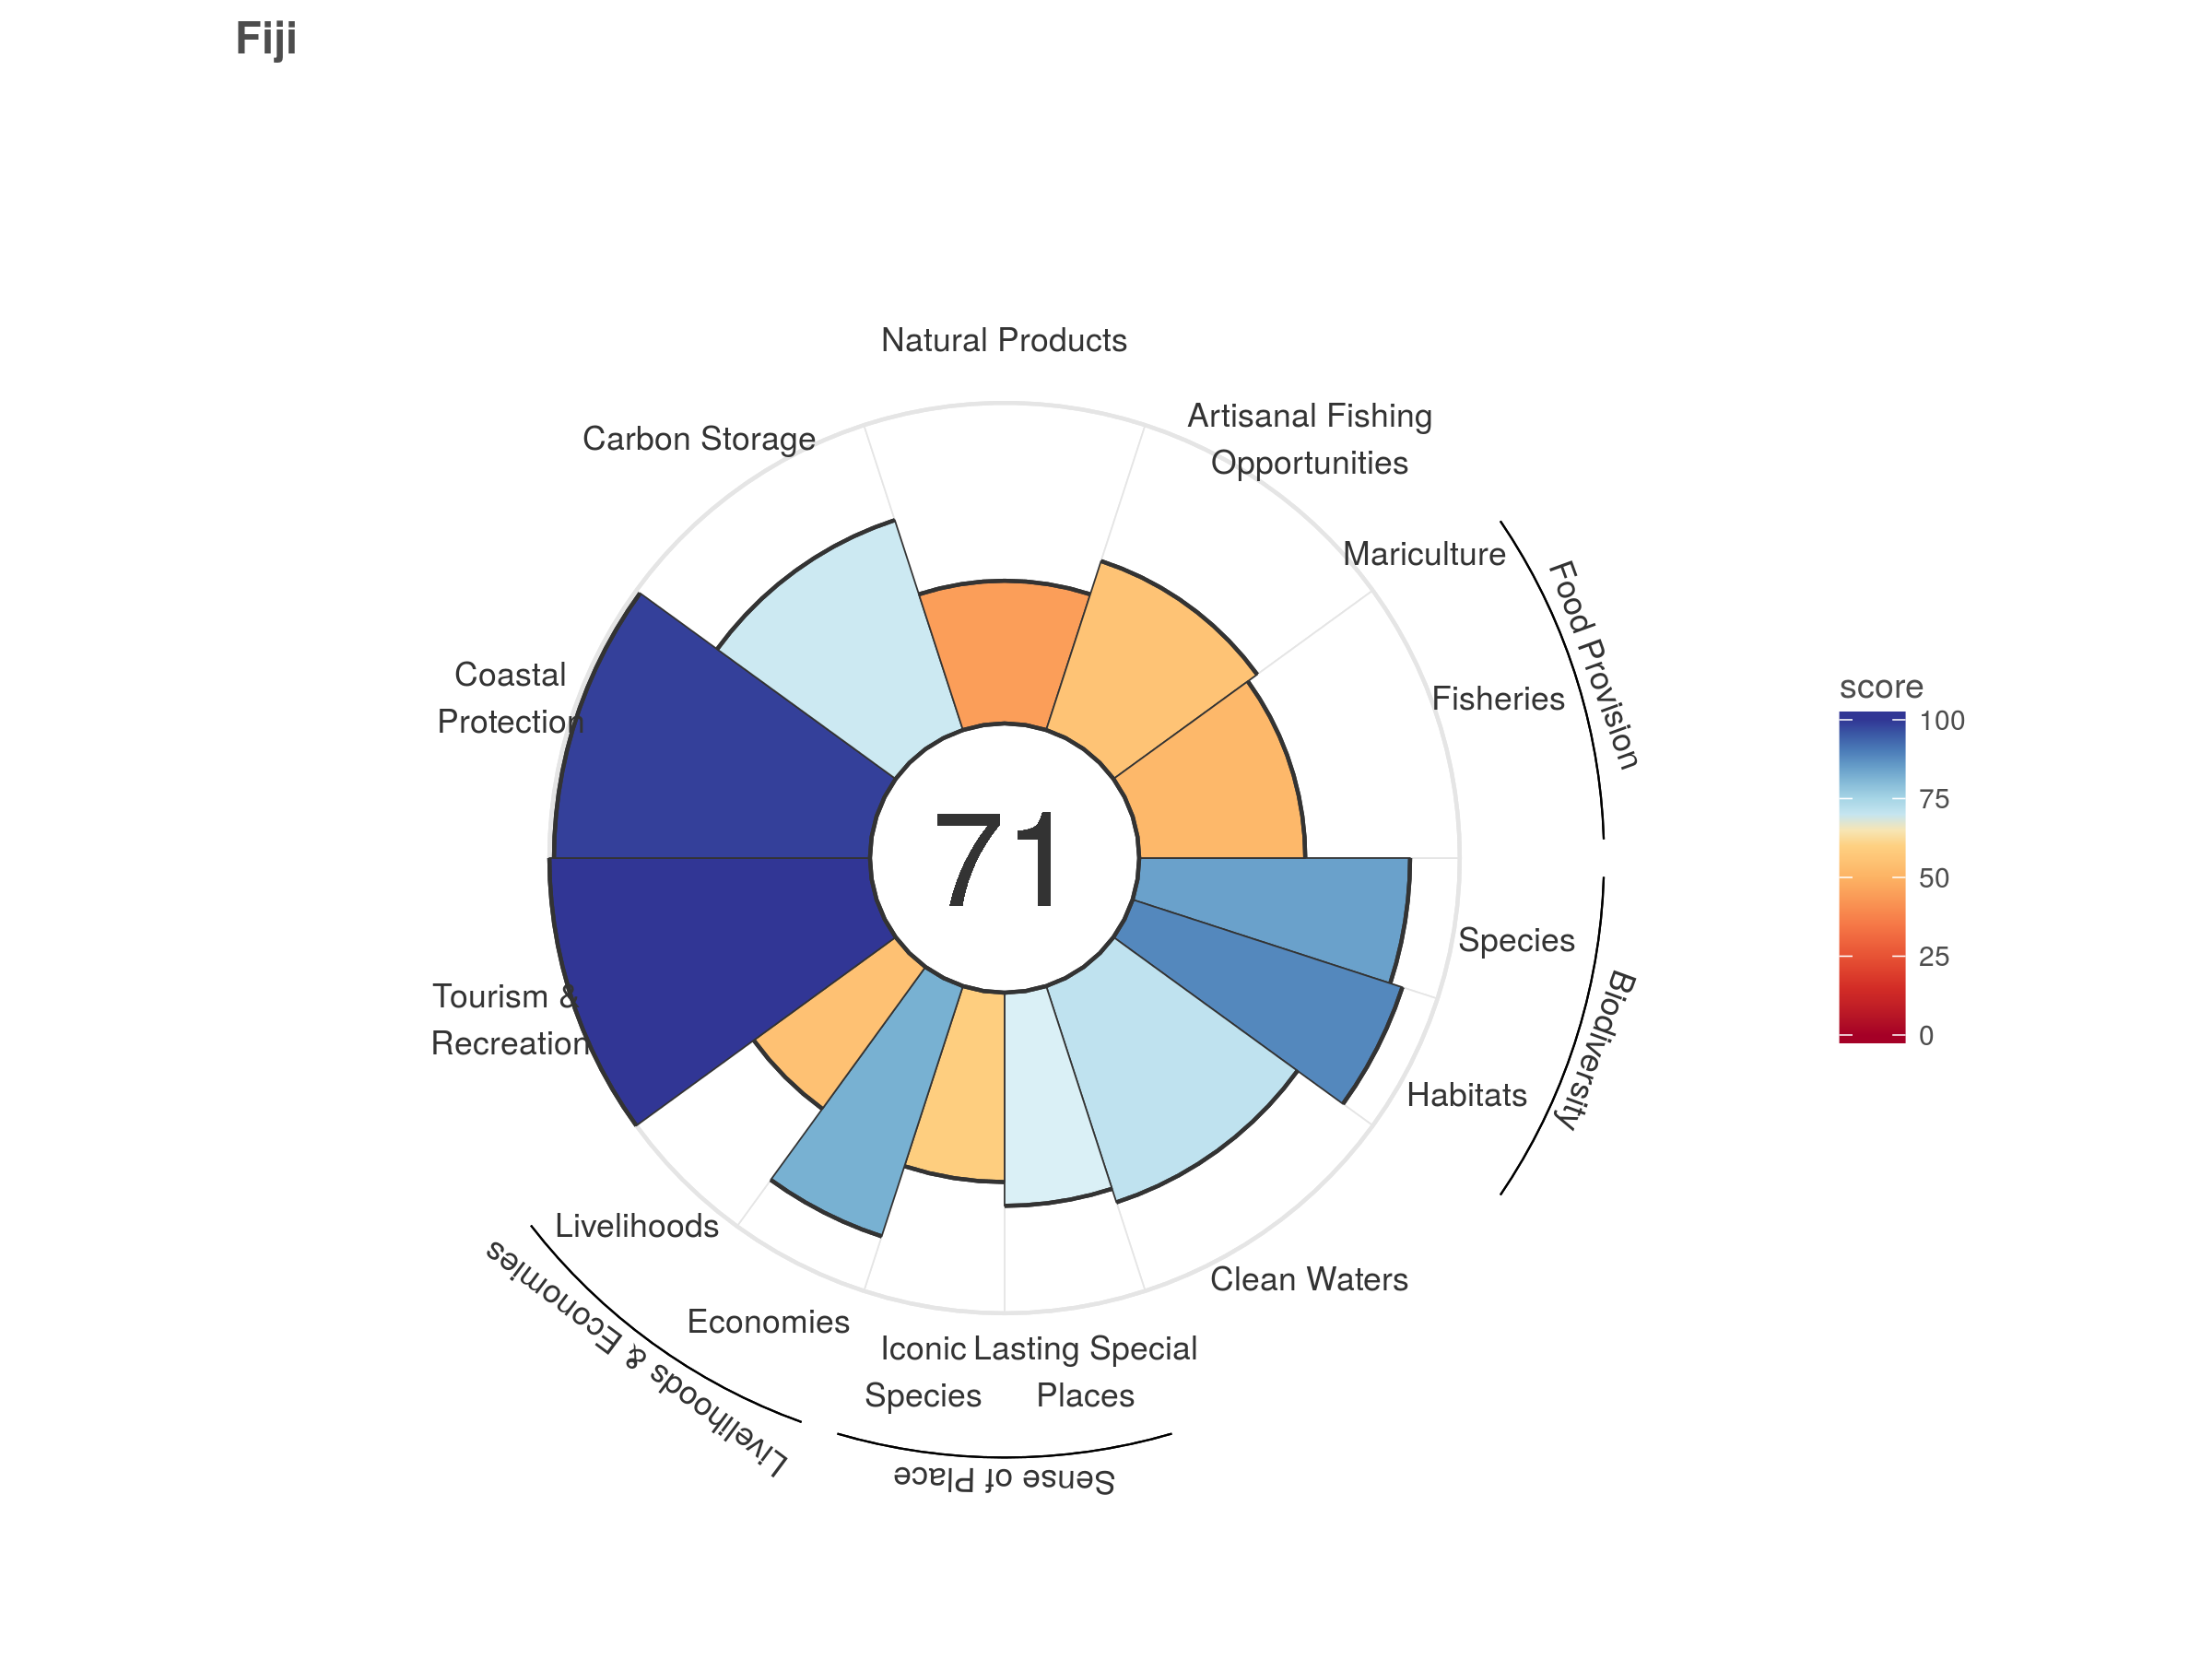 Fiji
Natural Products
Artisanal Fishing
Opportunities
Carbon Storage
Mariculture
Food Provision
Fisheries
Coastal
Protection
71
score
100
75
50
25
0
Species
Biodiversity
Habitats
Tourism &
Recreation
Livelihoods
Economies
Livelihoods & Economies
Clean Waters
Iconic
Species
Lasting Special
Places
Sense of Place